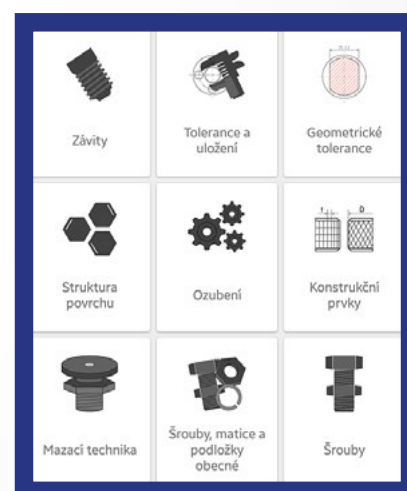 Závity
Tolerance a
uložení
Geometrické
tolerance
Struktura
povrchu
Ozubení
Konstrukční
prvky
Mazací technika
Šrouby, matice a
podložky
obecné
Šrouby